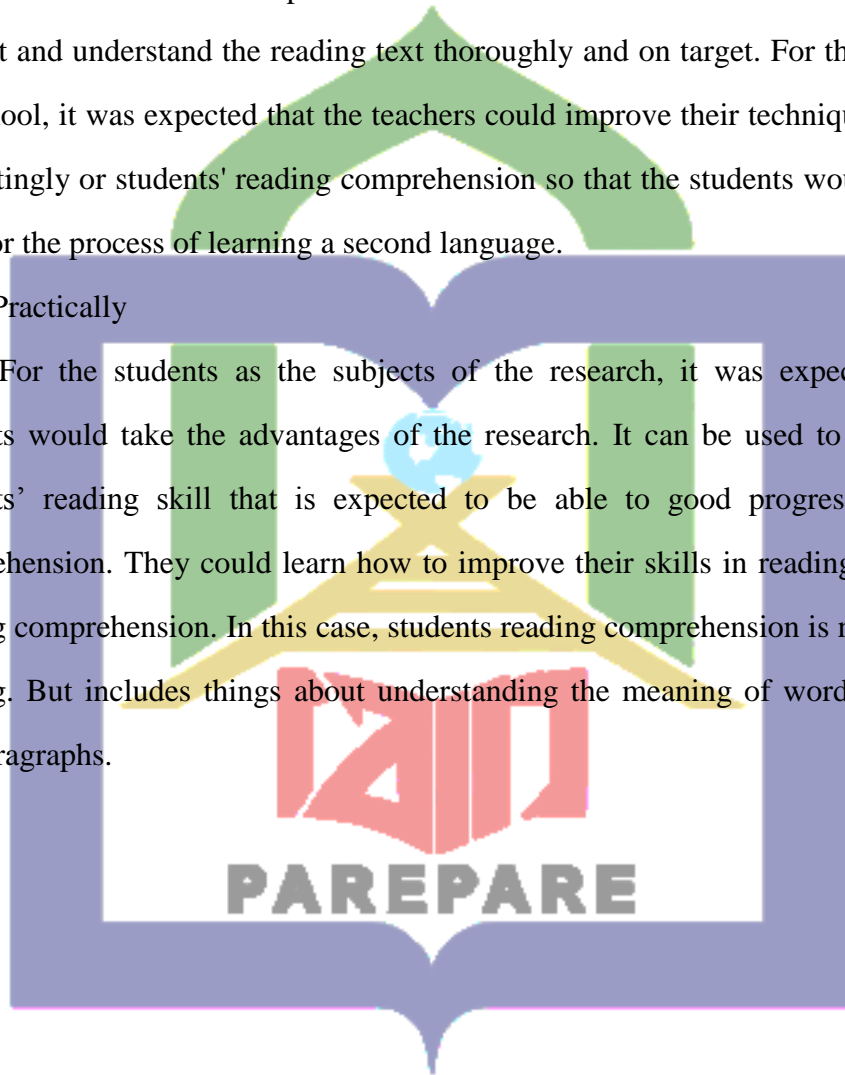 t and understand the reading text thoroughly and on target. For th
ool, it was expected that the teachers could improve their techniqu
tingly or students' reading comprehension so that the students wou
or the process of learning a second language.
Practically
For the students as the subjects of the research, it was expec
ts would take the advantages of the research. It can be used to
ts’ reading skill that is expected to be able to good progres
ehension. They could learn how to improve their skills in reading
g comprehension. In this case, students reading comprehension is
g. But includes things about understanding the meaning of word
ragraphs.
IAIN
PAREPARE